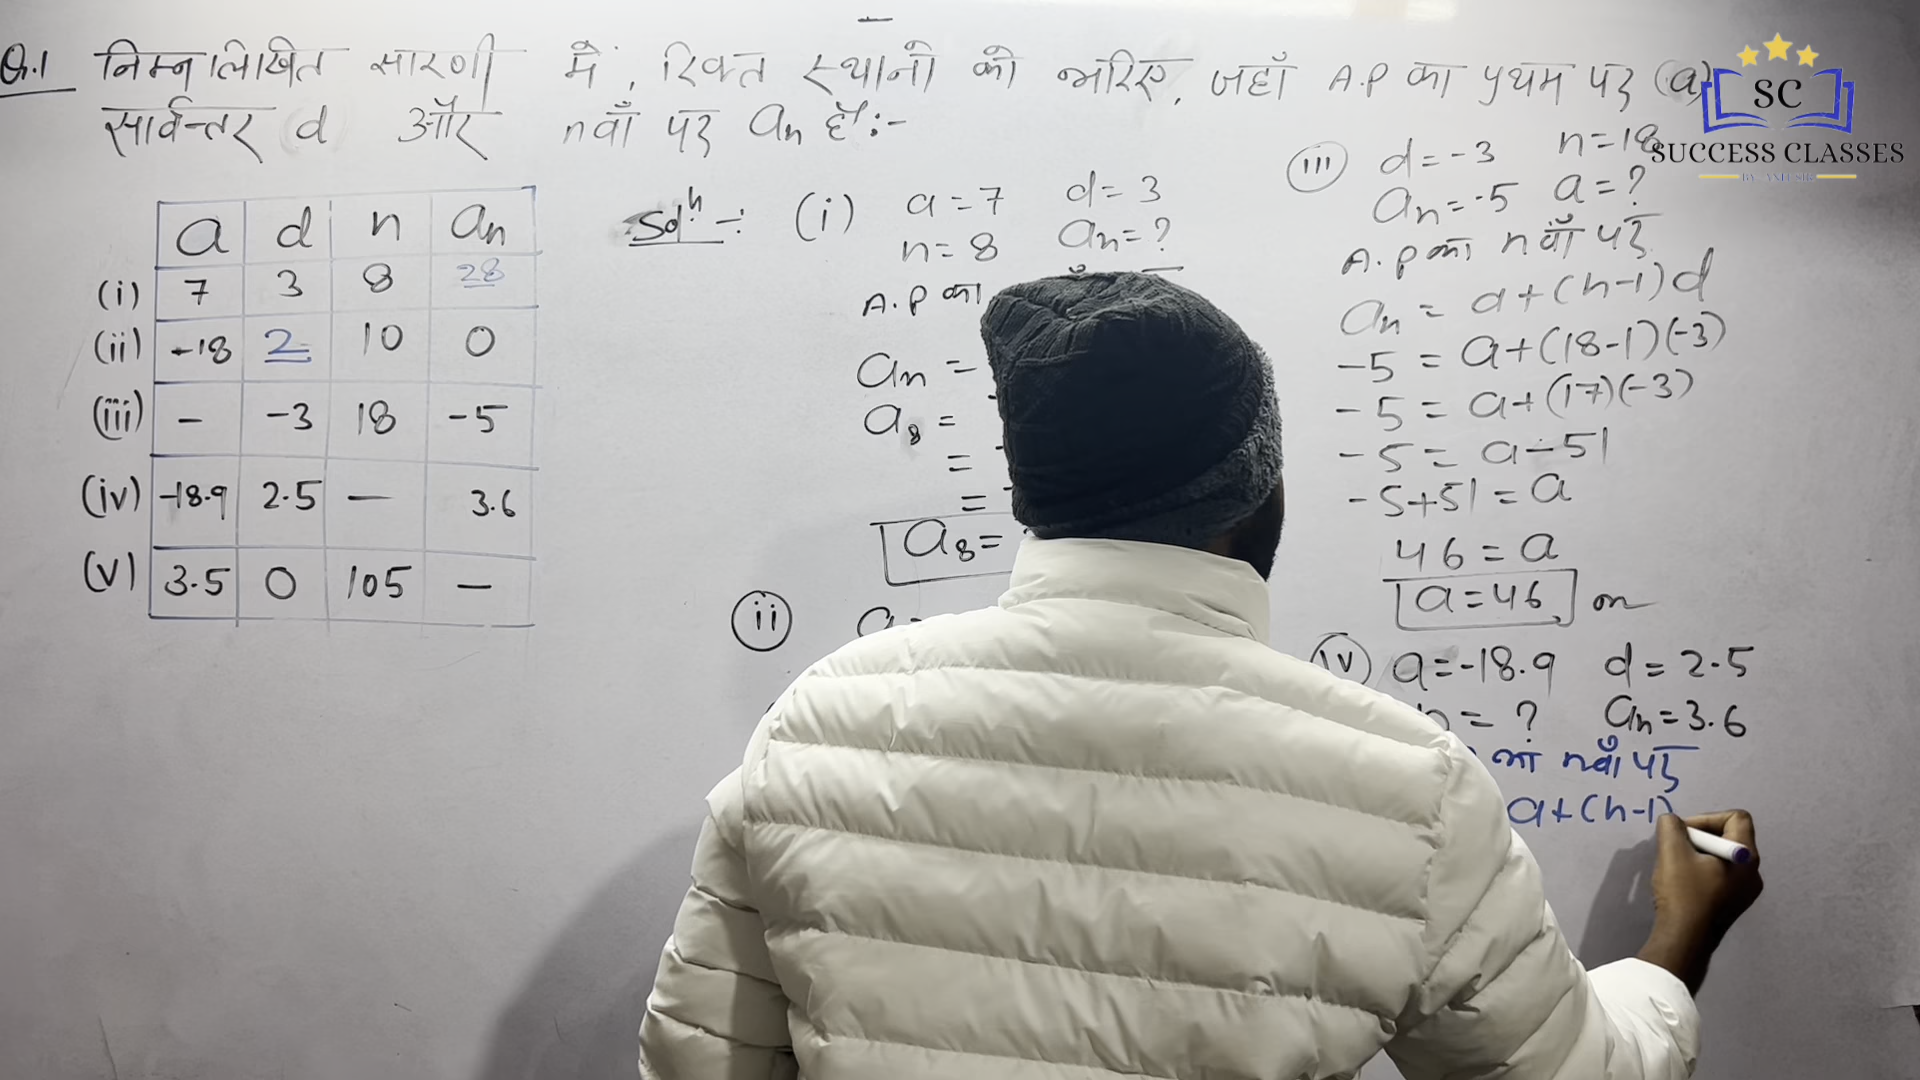 Q.1 निम्नलिखित सारणी में, रिक्त स्थानों को भरिए, जहाँ A.P का प्रथम पद (a)
सार्वन्तर d और nवाँ पद an है:-
a d n an
(i) 7 3 8 28
(ii) -18 2 10 0
(iii) - -3 18 -5
(iv) -18.9 2.5 — 3.6
(v) 3.5 0 105 —
Solⁿ -: (i) a = 7 d = 3
n = 8 an = ?
A.P का
an =
a8 =
=
=
a8 =
(ii) a
(iii) d = -3 n = 18
an = -5 a = ?
A.P का nवाँ पद
an = a + (n-1)d
-5 = a+(18-1)(-3)
-5 = a+(17)(-3)
-5 = a-51
-5+51 = a
46 = a
a = 46
(iv) a = -18.9 d = 2.5
n = ? an = 3.6
का nवाँ पद
a+(n-1)
SC
SUCCESS CLASSES